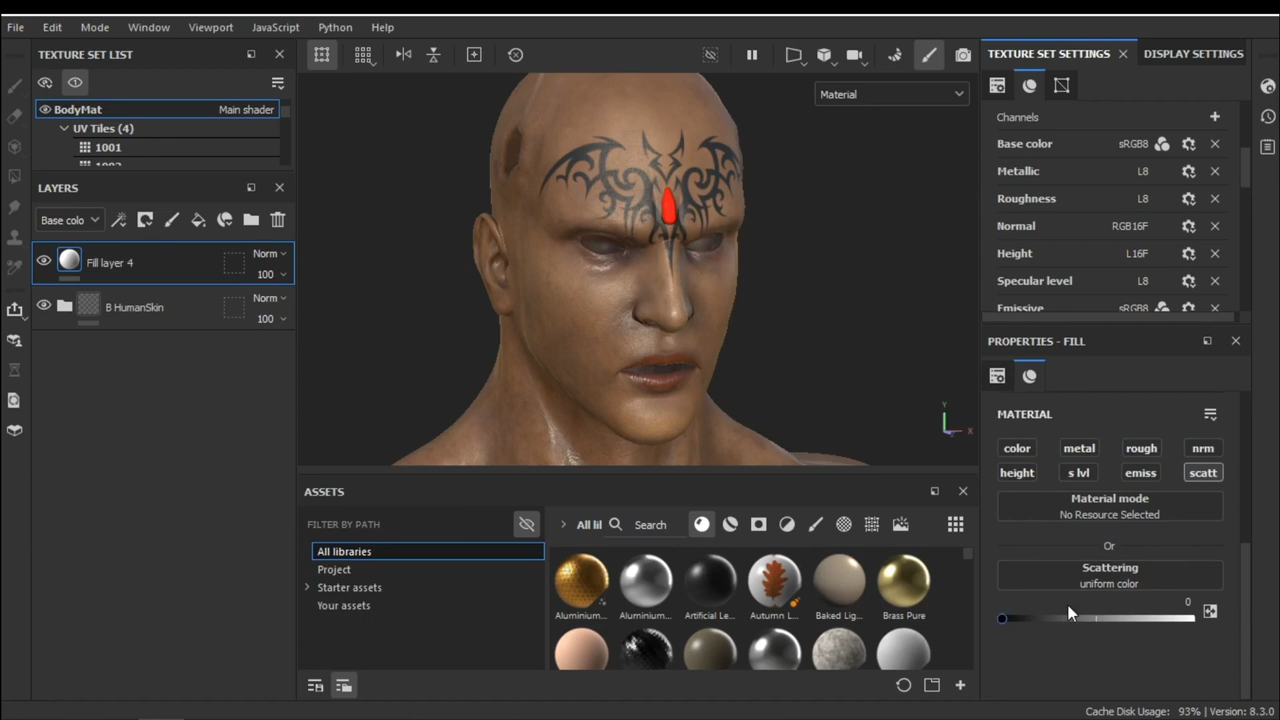 File Edit Mode Window Viewport JavaScript Python Help
TEXTURE SET LIST
BodyMat Main shader
UV Tiles (4)
1001
LAYERS
Base colo
Fill layer 4 Norm
100
B HumanSkin Norm
100
Material
ASSETS
FILTER BY PATH
All libraries
Project
Starter assets
Your assets
All lil Search
Aluminium... Aluminium... Artificial Le... Autumn L... Baked Lig... Brass Pure
TEXTURE SET SETTINGS DISPLAY SETTINGS
Channels
Base color sRGB8
Metallic L8
Roughness L8
Normal RGB16F
Height L16F
Specular level L8
Emissive sRGB8
PROPERTIES - FILL
MATERIAL
color metal rough nrm
height s lvl emiss scatt
Material mode
No Resource Selected
Or
Scattering
uniform color
0
Y
X
Cache Disk Usage: 93% | Version: 8.3.0